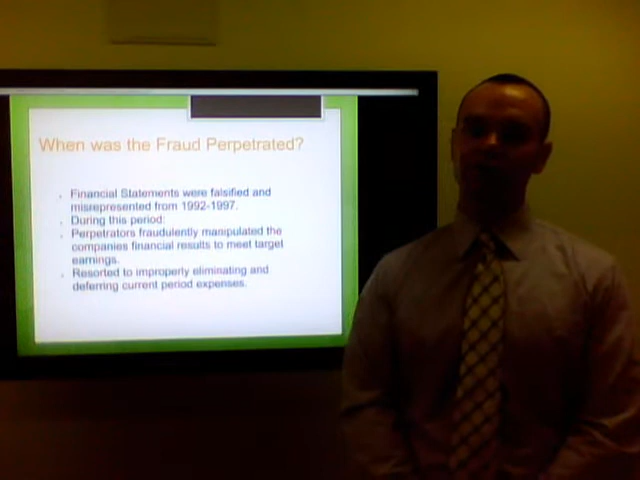 When was the Fraud Perpetrated?
Financial Statements were falsified and
misrepresented from 1992-1997.
During this period:
Perpetrators fraudulently manipulated the
companies financial results to meet target
earnings.
Resorted to improperly eliminating and
deferring current period expenses.